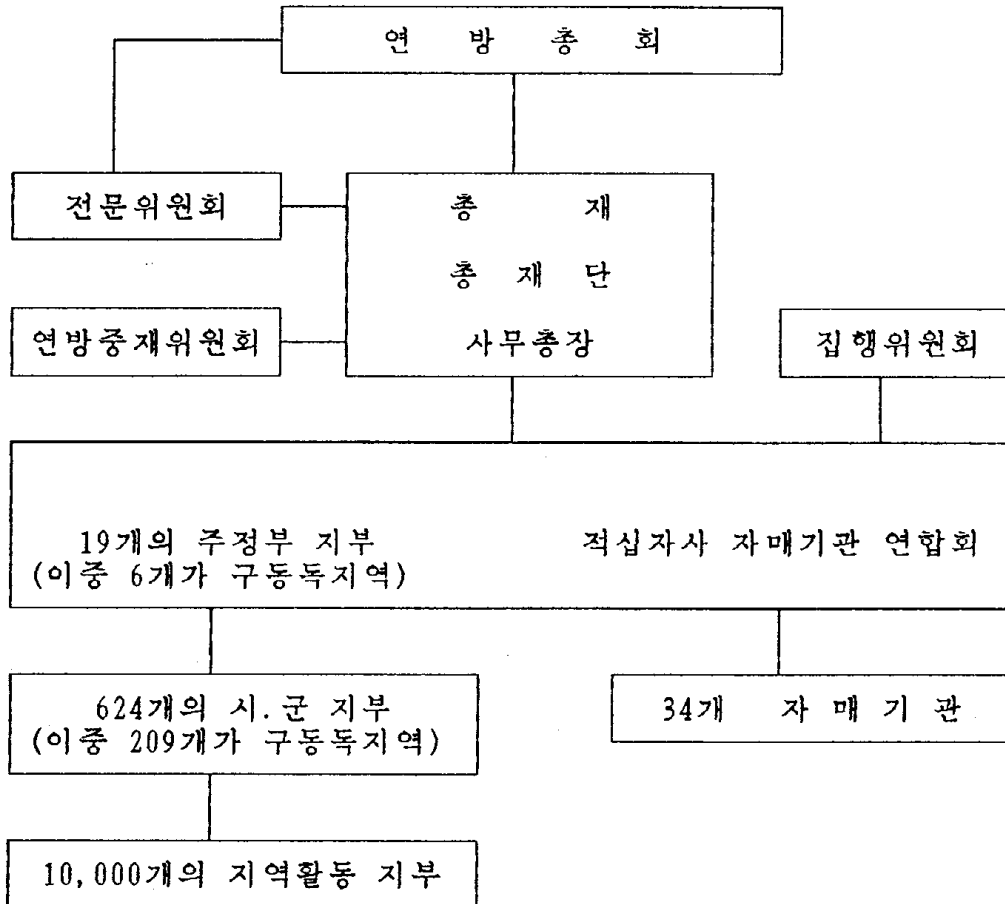 연 방 총 회
전문위원회
총 재
총 재 단
사무총장
연방중재위원회
집행위원회
19개의 주정부 지부
(이중 6개가 구동독지역)
적십자사 자매기관 연합회
624개의 시.군 지부
(이중 209개가 구동독지역)
34개 자 매 기 관
10,000개의 지역활동 지부